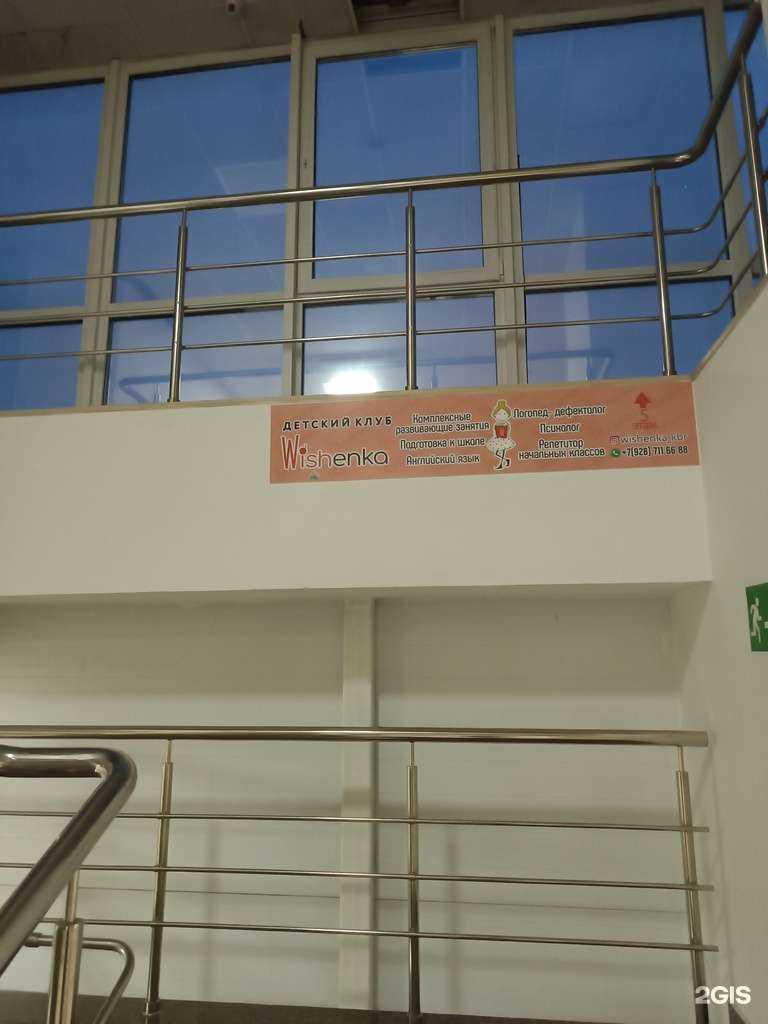 ДЕТСКИЙ КЛУБ
Wishenka
Комплексные
развивающие занятия
Подготовка к школе
Английский язык
Логопед- дефектолог
Психолог
Репетитор
начальных классов
5
этаж
wishenka_kbr
+7(928) 711 66 88
2GIS